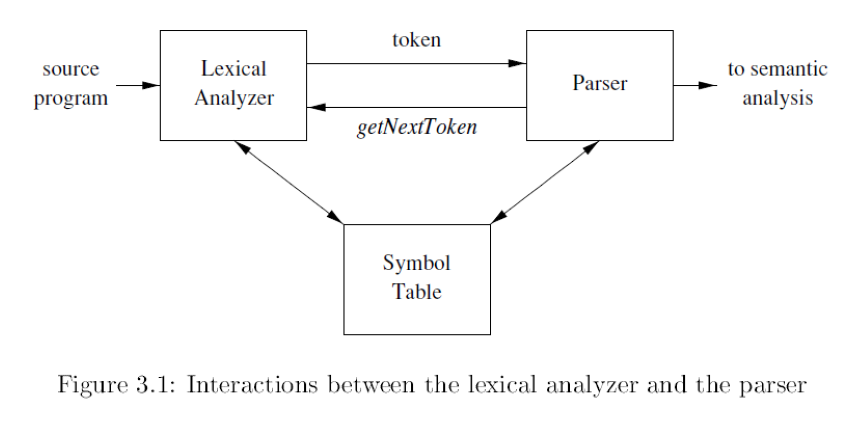 token
source
program
Lexical
Analyzer
Parser
to semantic
analysis
getNextToken
Symbol
Table
Figure 3.1: Interactions between the lexical analyzer and the parser